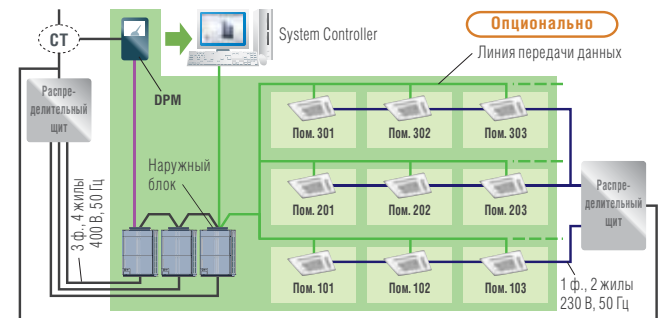 CT
System Controller
Опционально
Линия передачи данных
Распре-
делительный
щит
DPM
Пом. 301
Пом. 302
Пом. 303
Наружный
блок
Пом. 201
Пом. 202
Пом. 203
Распре-
делительный
щит
3 ф., 4 жилы
400 В, 50 Гц
Пом. 101
Пом. 102
Пом. 103
1 ф., 2 жилы
230 В, 50 Гц